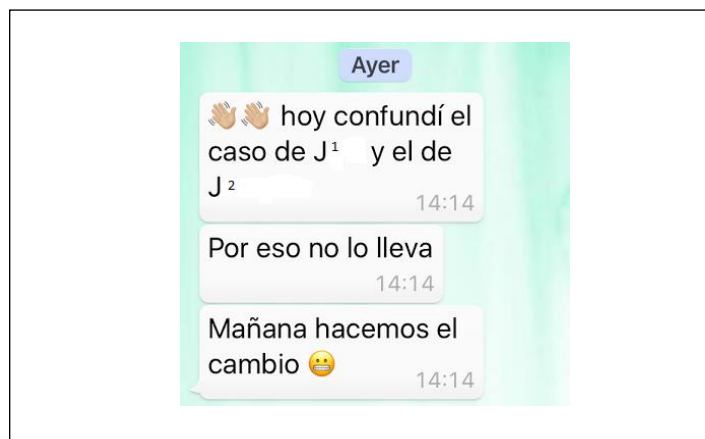 Ayer
👋🏼👋🏼 hoy confundí el
caso de J¹ y el de
J²
14:14
Por eso no lo lleva
14:14
Mañana hacemos el
cambio 😬
14:14